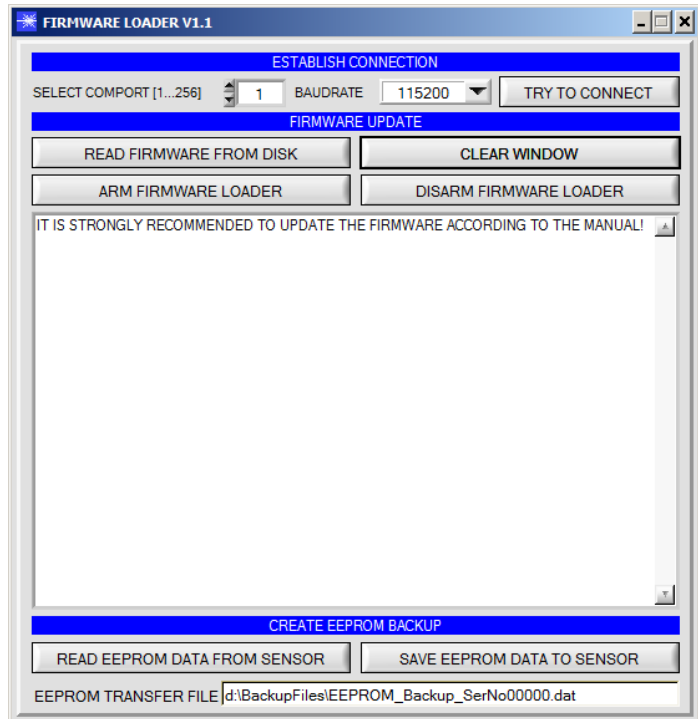 FIRMWARE LOADER V1.1
ESTABLISH CONNECTION
SELECT COMPORT [1...256] 1 BAUDRATE 115200 TRY TO CONNECT
FIRMWARE UPDATE
READ FIRMWARE FROM DISK CLEAR WINDOW
ARM FIRMWARE LOADER DISARM FIRMWARE LOADER
IT IS STRONGLY RECOMMENDED TO UPDATE THE FIRMWARE ACCORDING TO THE MANUAL!
CREATE EEPROM BACKUP
READ EEPROM DATA FROM SENSOR SAVE EEPROM DATA TO SENSOR
EEPROM TRANSFER FILE d:\BackupFiles\EEPROM_Backup_SerNo00000.dat